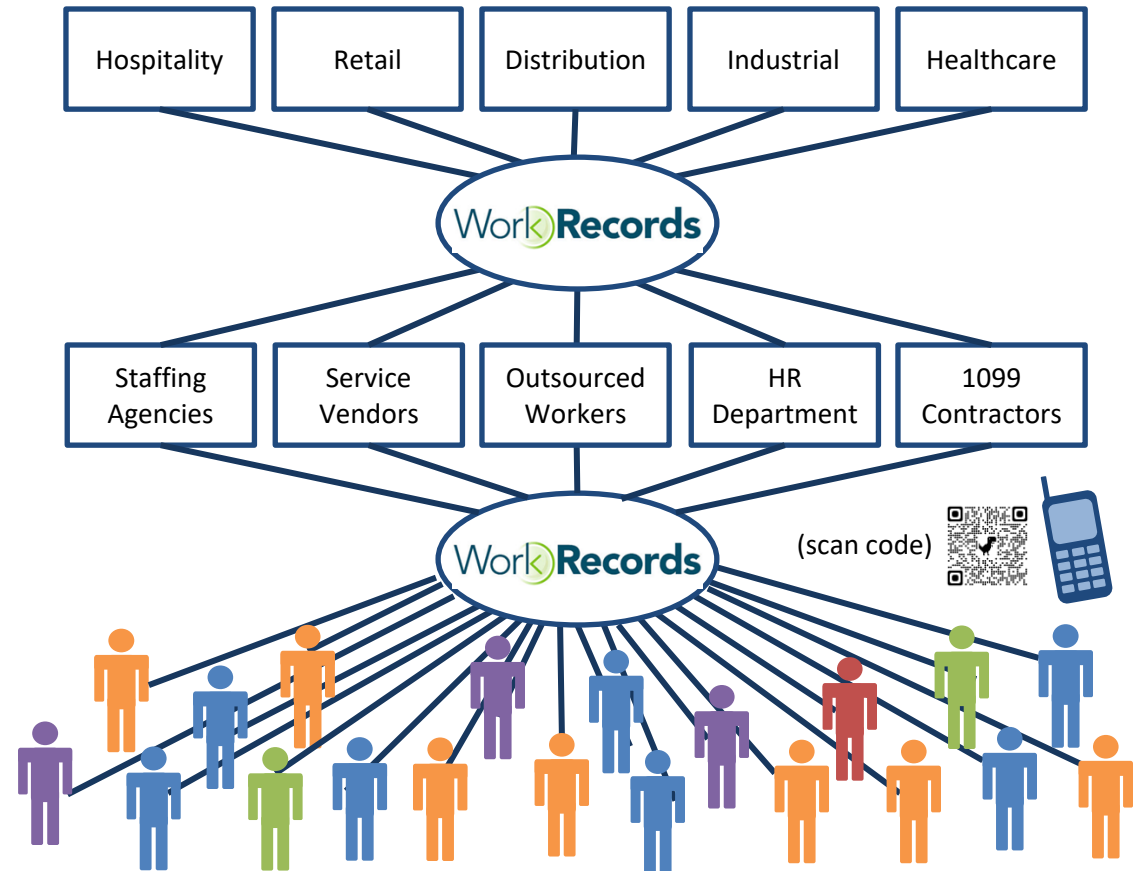 Hospitality
Retail
Distribution
Industrial
Healthcare
WorkRecords
Staffing
Agencies
Service
Vendors
Outsourced
Workers
HR
Department
1099
Contractors
WorkRecords
(scan code)